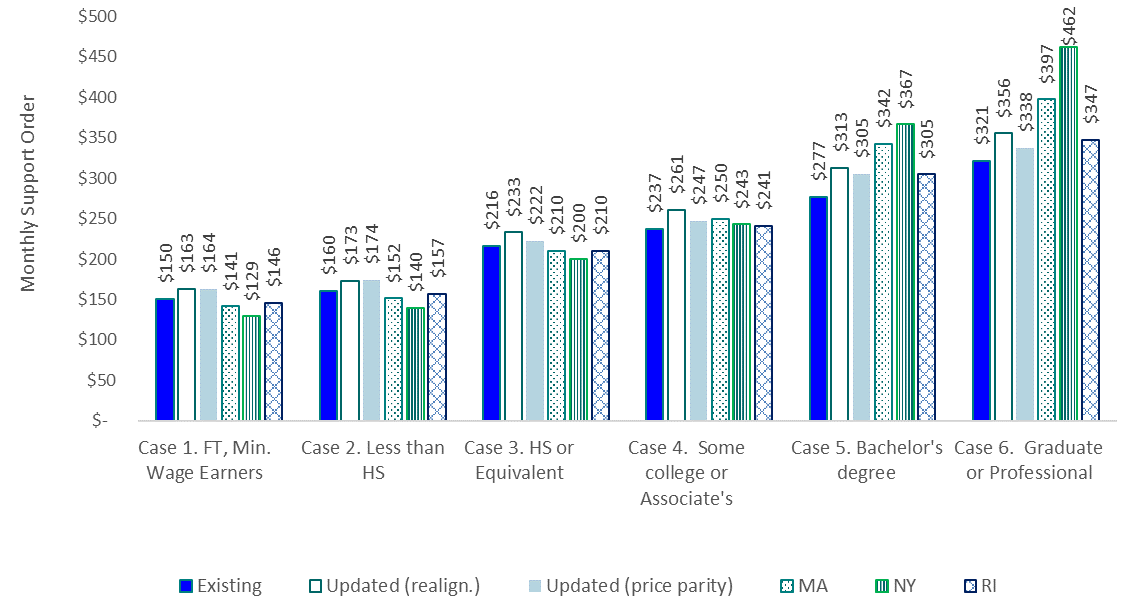 $500
$450
$400
$350
$300
$250
$200
$150
$100
$50
$-
Monthly Support Order
$150
$163
$164
$141
$129
$146
$160
$173
$174
$152
$140
$157
$216
$233
$222
$210
$200
$210
$237
$261
$247
$250
$243
$241
$277
$313
$305
$342
$367
$305
$321
$356
$338
$397
$462
$347
Case 1. FT, Min.
Wage Earners
Case 2. Less than
HS
Case 3. HS or
Equivalent
Case 4.  Some
college or
Associate's
Case 5. Bachelor's
degree
Case 6.  Graduate
or Professional
Existing
Updated (realign.)
Updated (price parity)
MA
NY
RI